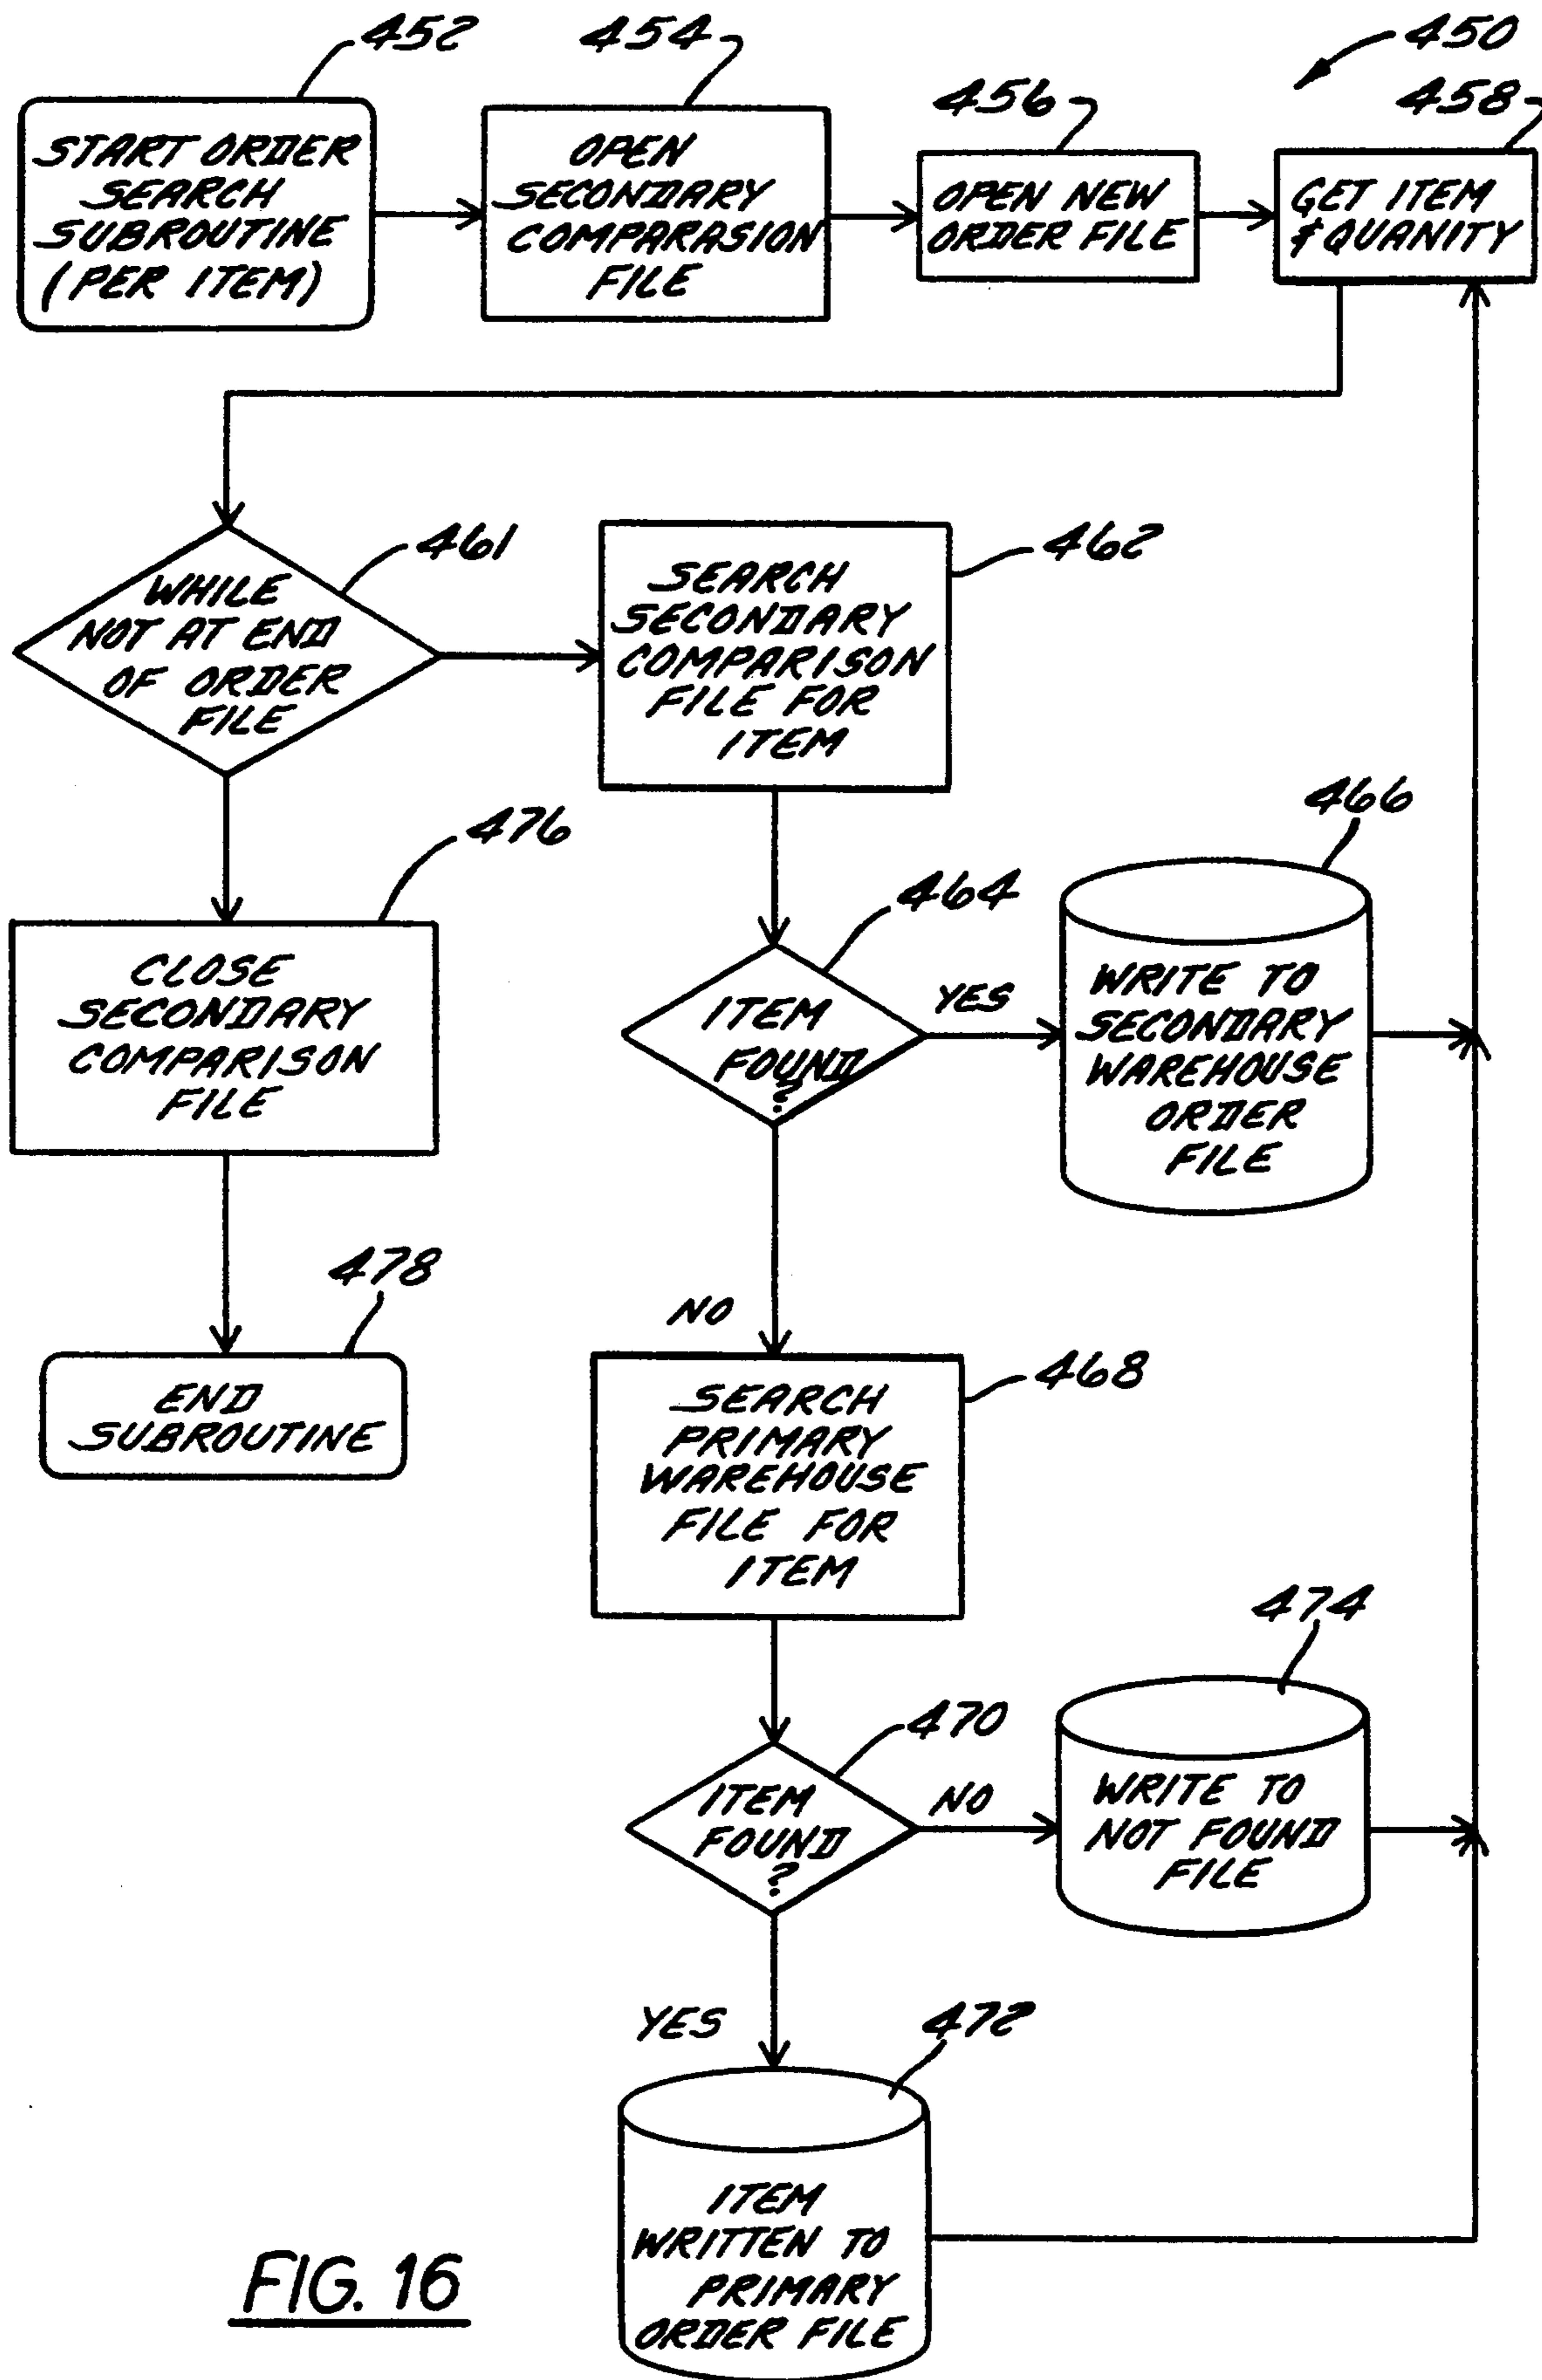 452
454
450
456
458
START ORDER
SEARCH
SUBROUTINE
(PER ITEM)
OPEN
SECONDARY
COMPARASION
FILE
OPEN NEW
ORDER FILE
GET ITEM
& QUANITY
461
WHILE
NOT AT END
OF ORDER
FILE
462
SEARCH
SECONDARY
COMPARISON
FILE FOR
ITEM
476
CLOSE
SECONDARY
COMPARISON
FILE
464
ITEM
FOUND
?
YES
466
WRITE TO
SECONDARY
WAREHOUSE
ORDER
FILE
478
END
SUBROUTINE
NO
468
SEARCH
PRIMARY
WAREHOUSE
FILE FOR
ITEM
470
ITEM
FOUND
?
NO
474
WRITE TO
NOT FOUND
FILE
YES
472
ITEM
WRITTEN TO
PRIMARY
ORDER FILE
FIG. 16